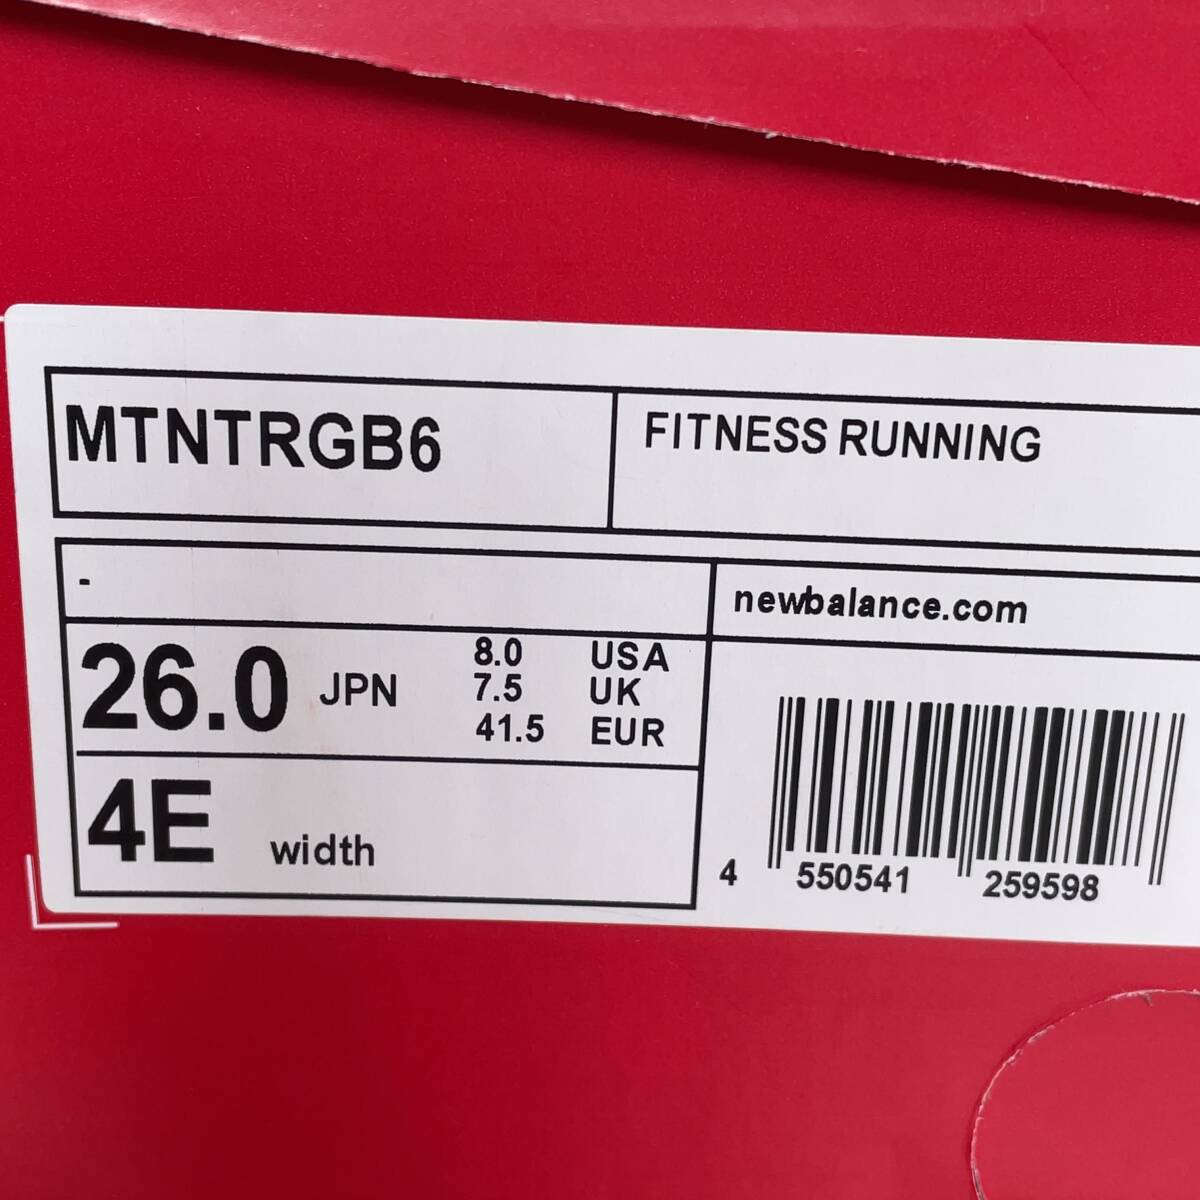 MTNTRGB6
FITNESS RUNNING
-
newbalance.com
26.0 JPN
8.0 USA
7.5 UK
41.5 EUR
4E width
4 550541 259598